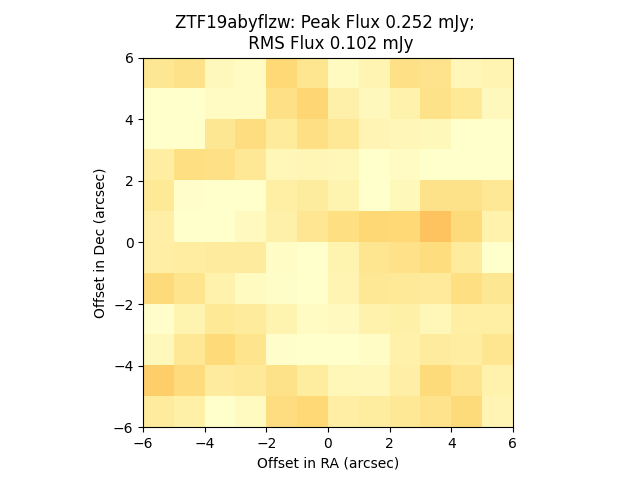 ZTF19abyflzw: Peak Flux 0.252 mJy;
RMS Flux 0.102 mJy
6
4
2
0
−2
−4
−6
Offset in Dec (arcsec)
−6 −4 −2 0 2 4 6
Offset in RA (arcsec)